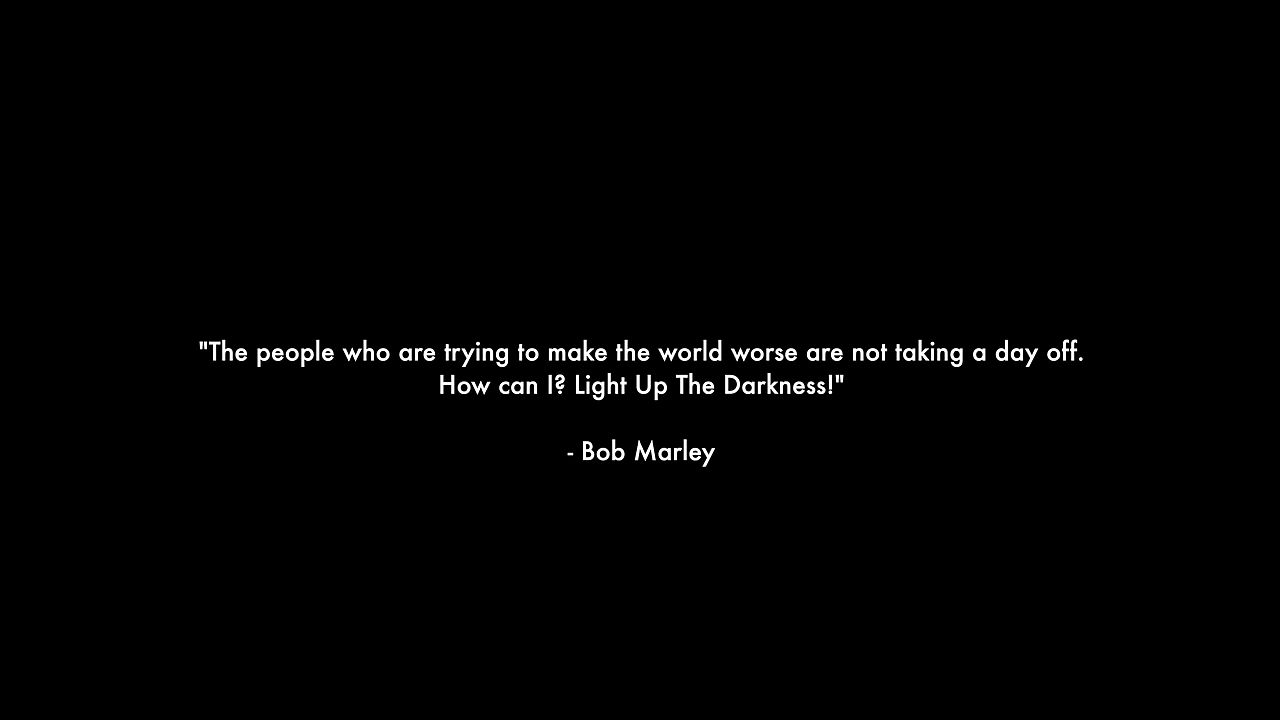 "The people who are trying to make the world worse are not taking a day off.
How can I? Light Up The Darkness!"
- Bob Marley